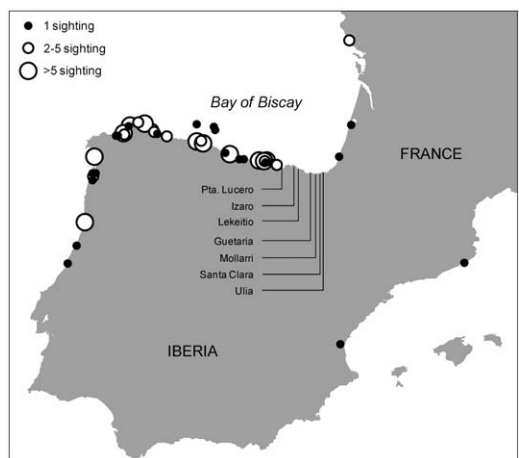 1 sighting
2-5 sighting
>5 sighting
Bay of Biscay
FRANCE
Pta. Lucero
Izaro
Lekeitio
Guetaria
Mollarri
Santa Clara
Ulia
IBERIA